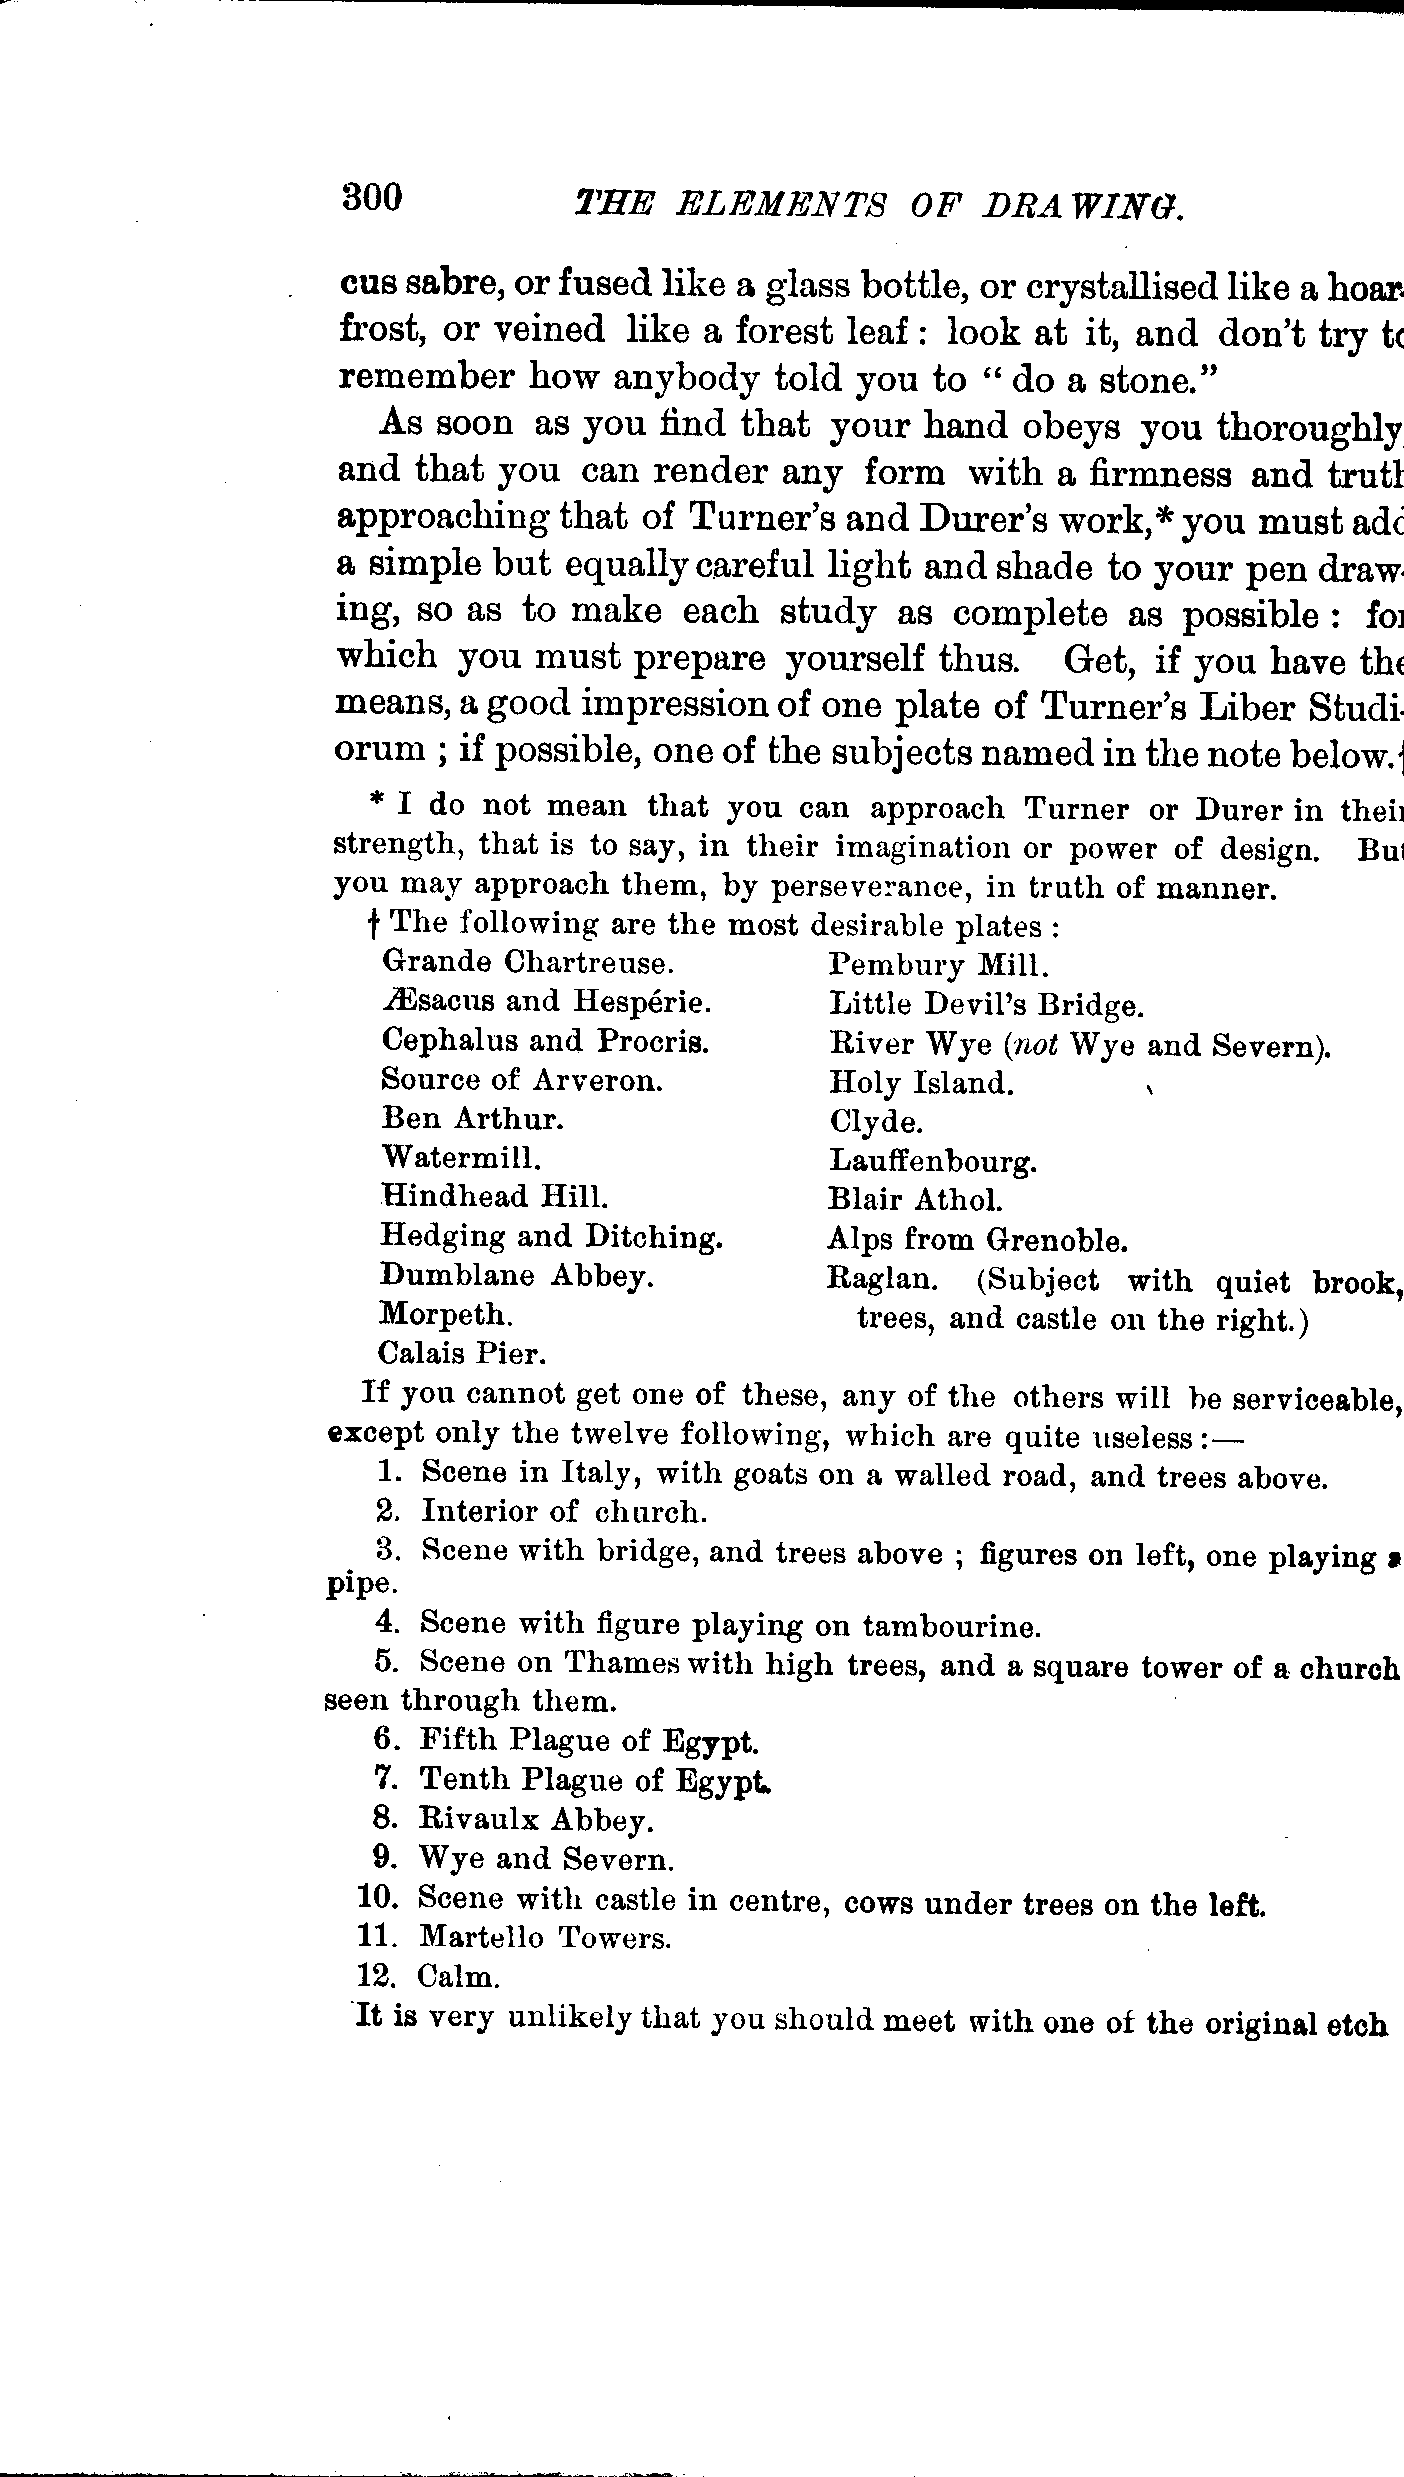 300 THE ELEMENTS OF DRAWING.
cus sabre, or fused like a glass bottle, or crystallised like a hoar-
frost, or veined like a forest leaf : look at it, and don't try to
remember how anybody told you to “ do a stone.”
As soon as you find that your hand obeys you thoroughly,
and that you can render any form with a firmness and truth
approaching that of Turner's and Durer's work,* you must add
a simple but equally careful light and shade to your pen draw-
ing, so as to make each study as complete as possible : for
which you must prepare yourself thus. Get, if you have the
means, a good impression of one plate of Turner's Liber Studi-
orum ; if possible, one of the subjects named in the note below.†
* I do not mean that you can approach Turner or Durer in their
strength, that is to say, in their imagination or power of design. But
you may approach them, by perseverance, in truth of manner.
† The following are the most desirable plates :
Grande Chartreuse.
Æsacus and Hespérie.
Cephalus and Procris.
Source of Arveron.
Ben Arthur.
Watermill.
Hindhead Hill.
Hedging and Ditching.
Dumblane Abbey.
Morpeth.
Calais Pier.
Pembury Mill.
Little Devil's Bridge.
River Wye (not Wye and Severn).
Holy Island.
Clyde.
Lauffenbourg.
Blair Athol.
Alps from Grenoble.
Raglan. (Subject with quiet brook,
trees, and castle on the right.)
If you cannot get one of these, any of the others will be serviceable,
except only the twelve following, which are quite useless :—
1. Scene in Italy, with goats on a walled road, and trees above.
2. Interior of church.
3. Scene with bridge, and trees above ; figures on left, one playing a
pipe.
4. Scene with figure playing on tambourine.
5. Scene on Thames with high trees, and a square tower of a church
seen through them.
6. Fifth Plague of Egypt.
7. Tenth Plague of Egypt.
8. Rivaulx Abbey.
9. Wye and Severn.
10. Scene with castle in centre, cows under trees on the left.
11. Martello Towers.
12. Calm.
It is very unlikely that you should meet with one of the original etch